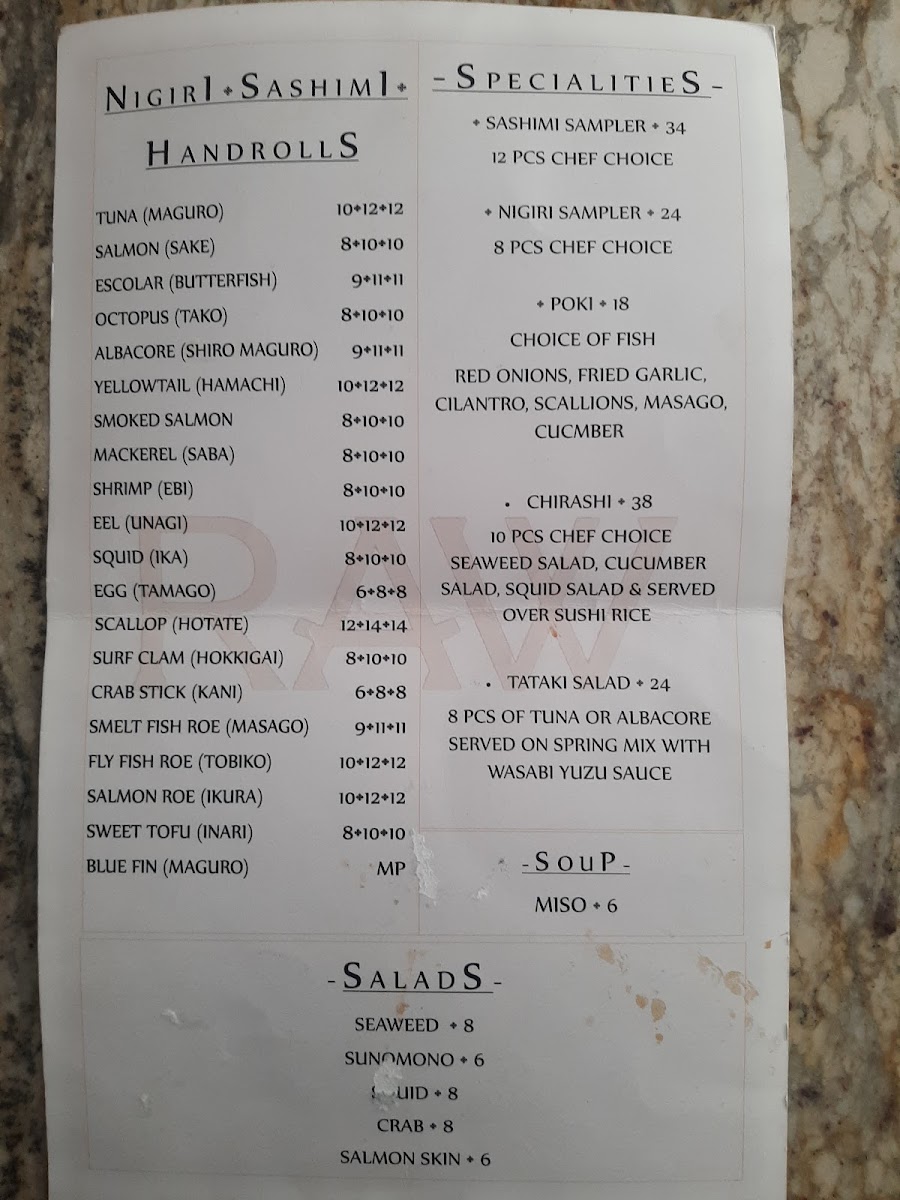 NIGIRI ⬧ SASHIMI ⬧
HANDROLLS
TUNA (MAGURO) 10⬧12⬧12
SALMON (SAKE) 8⬧10⬧10
ESCOLAR (BUTTERFISH) 9⬧11⬧11
OCTOPUS (TAKO) 8⬧10⬧10
ALBACORE (SHIRO MAGURO) 9⬧11⬧11
YELLOWTAIL (HAMACHI) 10⬧12⬧12
SMOKED SALMON 8⬧10⬧10
MACKEREL (SABA) 8⬧10⬧10
SHRIMP (EBI) 8⬧10⬧10
EEL (UNAGI) 10⬧12⬧12
SQUID (IKA) 8⬧10⬧10
EGG (TAMAGO) 6⬧8⬧8
SCALLOP (HOTATE) 12⬧14⬧14
SURF CLAM (HOKKIGAI) 8⬧10⬧10
CRAB STICK (KANI) 6⬧8⬧8
SMELT FISH ROE (MASAGO) 9⬧11⬧11
FLY FISH ROE (TOBIKO) 10⬧12⬧12
SALMON ROE (IKURA) 10⬧12⬧12
SWEET TOFU (INARI) 8⬧10⬧10
BLUE FIN (MAGURO) MP
-SPECIALITIES-
⬧ SASHIMI SAMPLER ⬧ 34
12 PCS CHEF CHOICE
⬧ NIGIRI SAMPLER ⬧ 24
8 PCS CHEF CHOICE
⬧ POKI ⬧ 18
CHOICE OF FISH
RED ONIONS, FRIED GARLIC,
CILANTRO, SCALLIONS, MASAGO,
CUCMBER
• CHIRASHI ⬧ 38
10 PCS CHEF CHOICE
SEAWEED SALAD, CUCUMBER
SALAD, SQUID SALAD & SERVED
OVER SUSHI RICE
• TATAKI SALAD ⬧ 24
8 PCS OF TUNA OR ALBACORE
SERVED ON SPRING MIX WITH
WASABI YUZU SAUCE
RAW
-SOUP-
MISO ⬧ 6
-SALADS-
SEAWEED ⬧ 8
SUNOMONO ⬧ 6
SQUID ⬧ 8
CRAB ⬧ 8
SALMON SKIN ⬧ 6